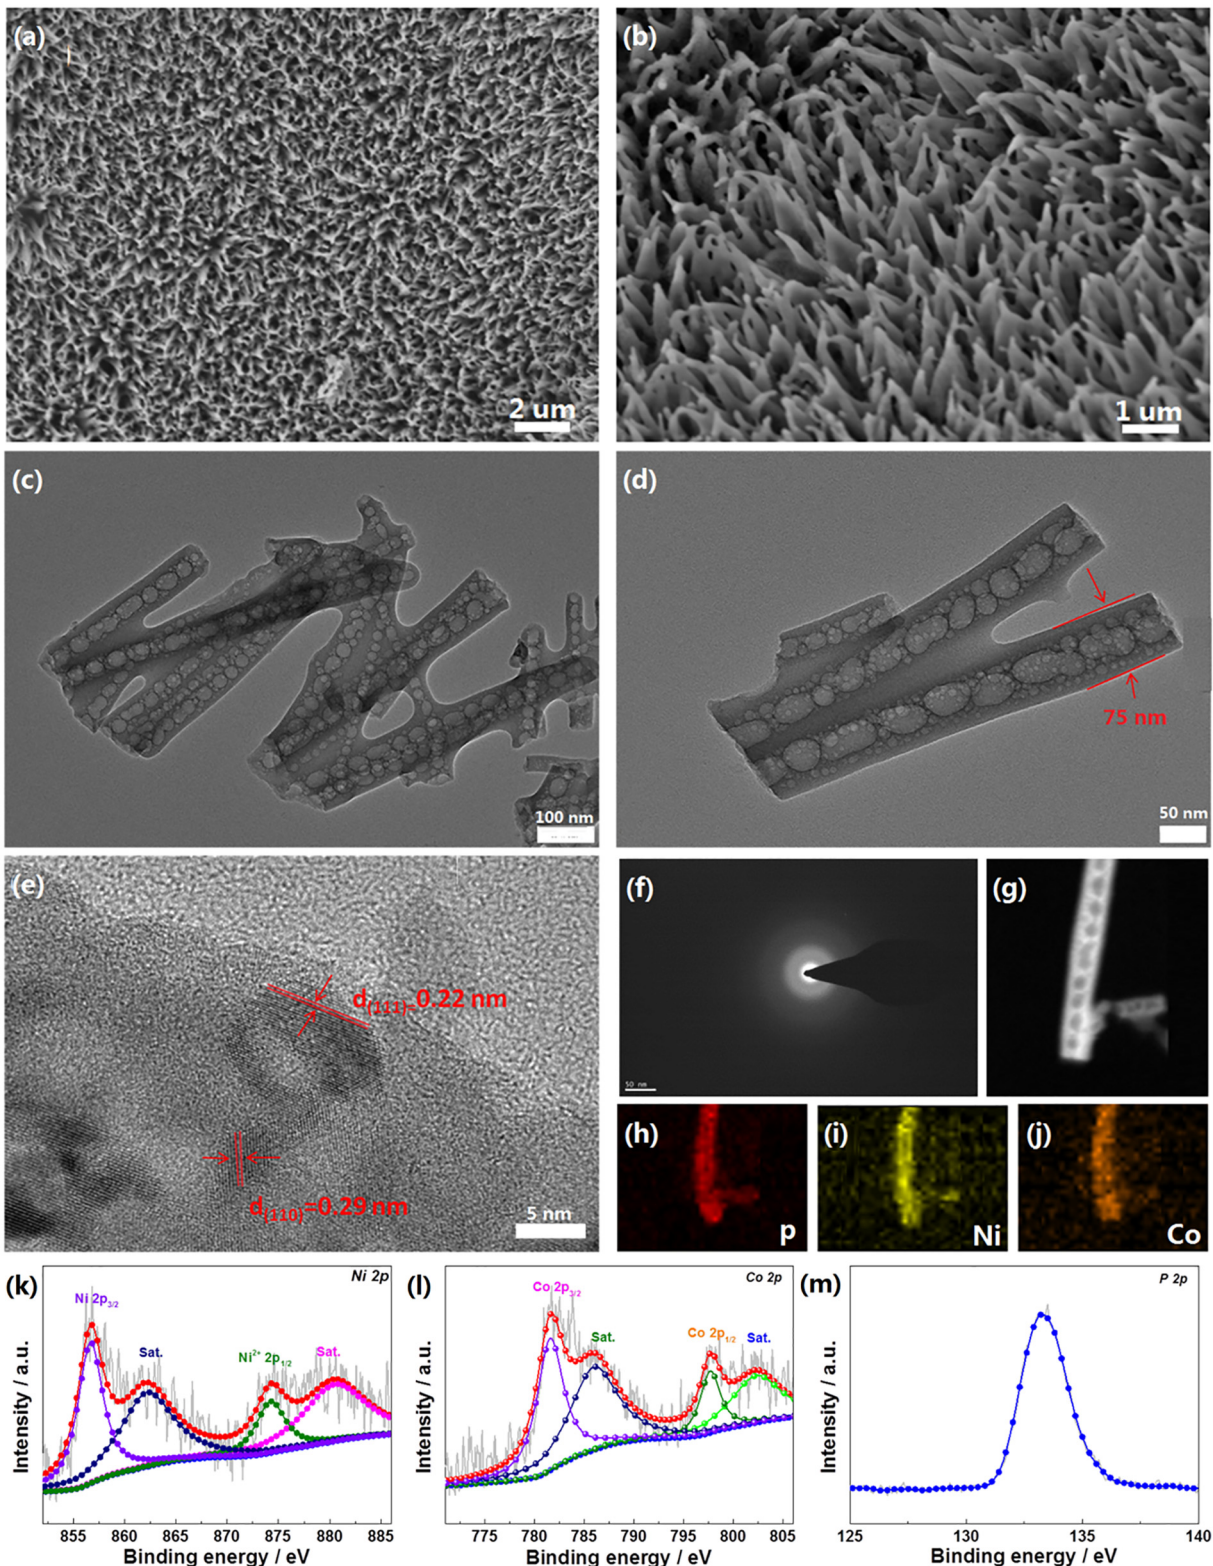 (a)
2 um
(b)
1 um
(c)
100 nm
(d)
75 nm
50 nm
(e)
d(111)=0.22 nm
d(110)=0.29 nm
5 nm
(f)
50 nm
(g)
(h)
p
(i)
Ni
(j)
Co
(k)
Ni 2p
Ni 2p3/2
Sat.
Ni2+ 2p1/2
Sat.
Intensity / a.u.
855 860 865 870 875 880 885
Binding energy / eV
(l)
Co 2p
Co 2p3/2
Sat.
Co 2p1/2
Sat.
Intensity / a.u.
775 780 785 790 795 800 805
Binding energy / eV
(m)
P 2p
Intensity / a.u.
125 130 135 140
Binding energy / eV